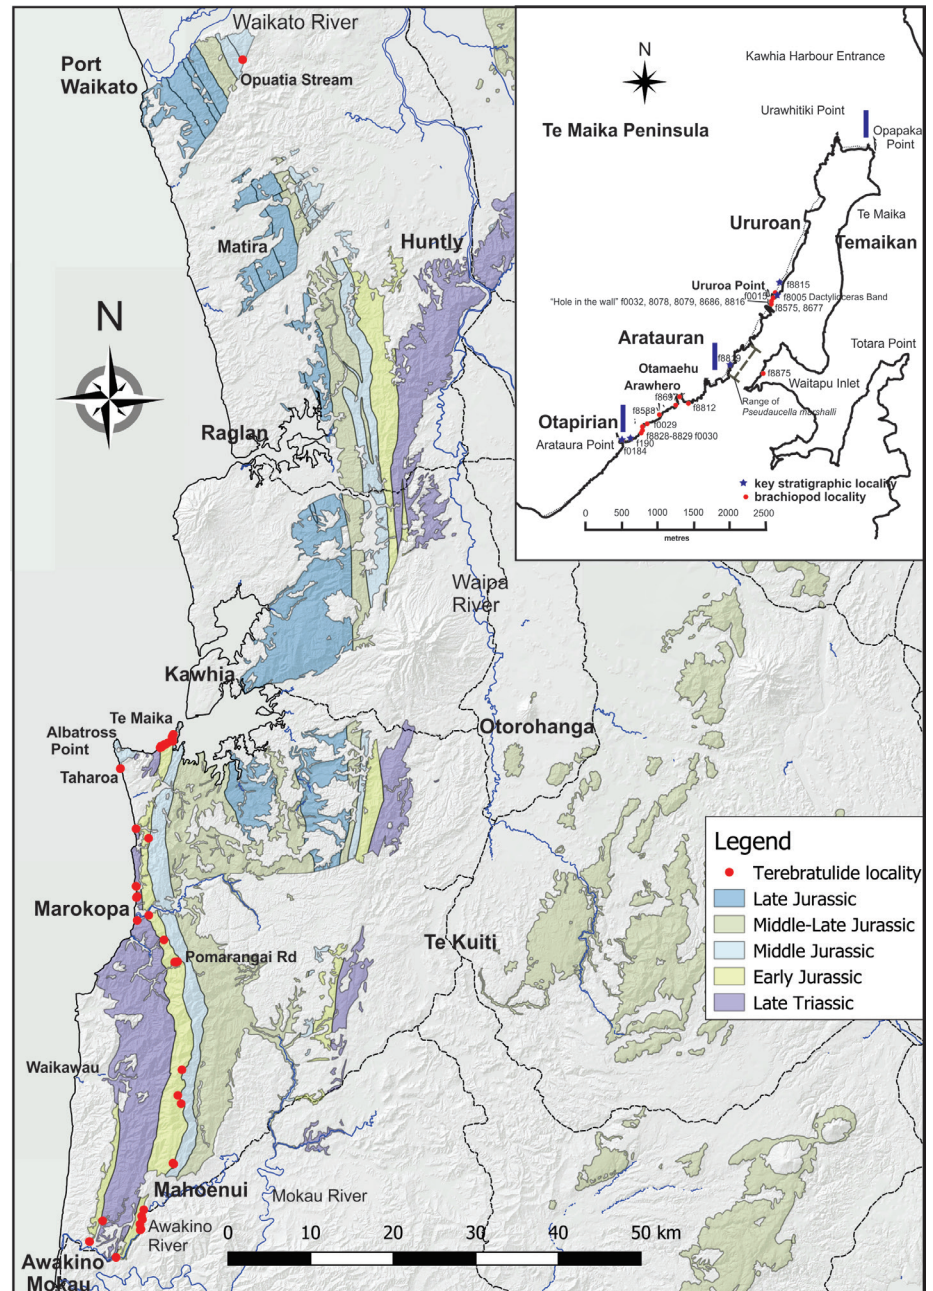 Waikato River
Port
Waikato
Opuatia Stream
Matira
Huntly
N
Raglan
Waipa
River
Kawhia
Te Maika
Albatross
Point
Taharoa
Otorohanga
Marokopa
Te Kuiti
Pomarangai Rd
Waikawau
Mahoenui
Mokau River
Awakino
River
Awakino
Mokau
0 10 20 30 40 50 km
Legend
Terebratulide locality
Late Jurassic
Middle-Late Jurassic
Middle Jurassic
Early Jurassic
Late Triassic
N
Kawhia Harbour Entrance
Te Maika Peninsula
Urawhitiki Point
Opapaka
Point
Te Maika
Ururoan
Temaikan
Ururoa Point
f8815
f0015
f8005 Dactylioceras Band
"Hole in the wall" f0032, 8078, 8079, 8686, 8816
f8575, 8677
Totara Point
Aratauran
f8819
f8875
Waitapu Inlet
Otamaehu
Arawhero
f8697
f8812
Range of
Pseudaucella marshalli
f8588
Otapirian
f0029
f8828-8829 f0030
Arataura Point
f190
f0184
key stratigraphic locality
brachiopod locality
0 500 1000 1500 2000 2500
metres